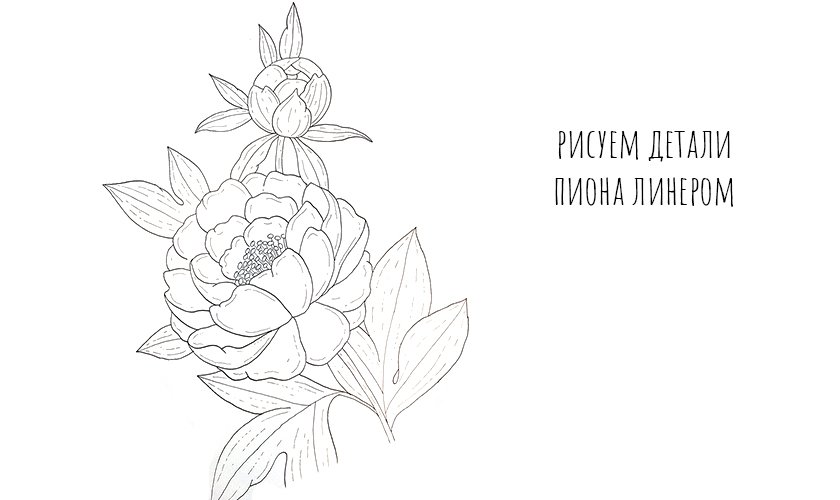 рисуем детали
пиона линером